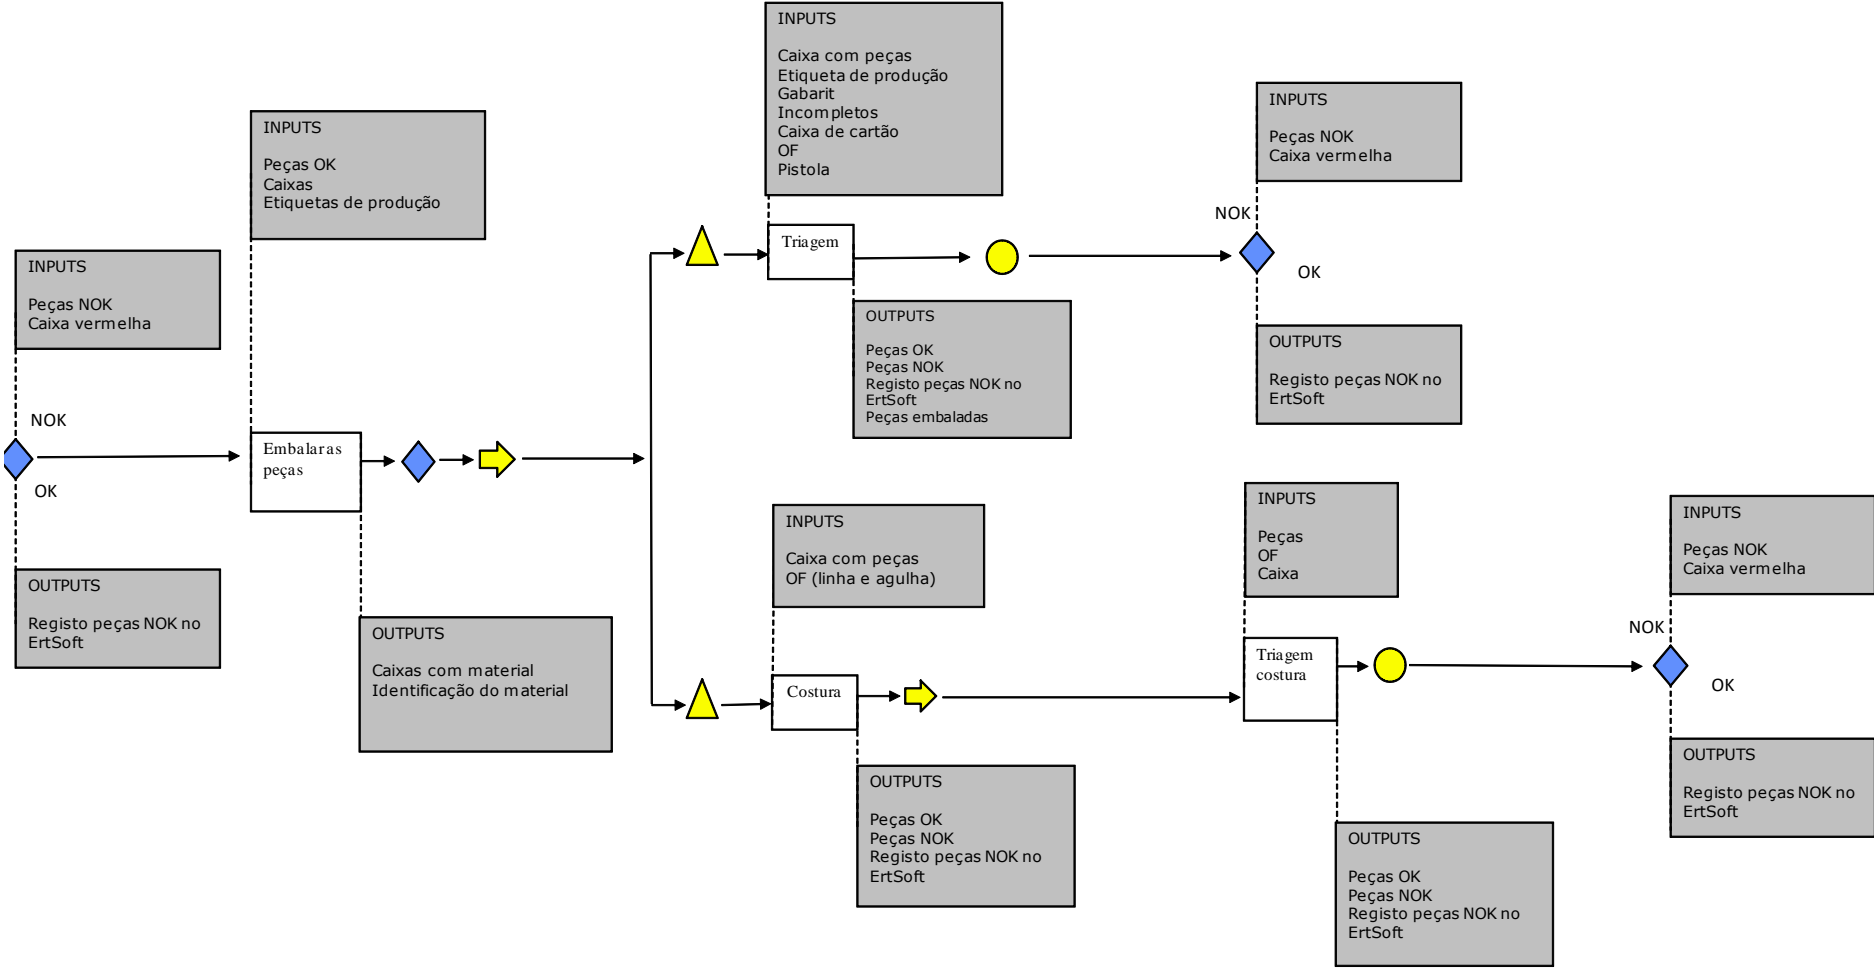 INPUTS
Peças NOK
Caixa vermelha
NOK
OK
OUTPUTS
Registo peças NOK no
ErtSoft
INPUTS
Peças OK
Caixas
Etiquetas de produção
Embalar as
peças
OUTPUTS
Caixas com material
Identificação do material
INPUTS
Caixa com peças
Etiqueta de produção
Gabarit
Incompletos
Caixa de cartão
OF
Pistola
Triagem
OUTPUTS
Peças OK
Peças NOK
Registo peças NOK no
ErtSoft
Peças embaladas
INPUTS
Peças NOK
Caixa vermelha
NOK
OK
OUTPUTS
Registo peças NOK no
ErtSoft
INPUTS
Caixa com peças
OF (linha e agulha)
Costura
OUTPUTS
Peças OK
Peças NOK
Registo peças NOK no
ErtSoft
INPUTS
Peças
OF
Caixa
Triagem
costura
OUTPUTS
Peças OK
Peças NOK
Registo peças NOK no
ErtSoft
INPUTS
Peças NOK
Caixa vermelha
NOK
OK
OUTPUTS
Registo peças NOK no
ErtSoft